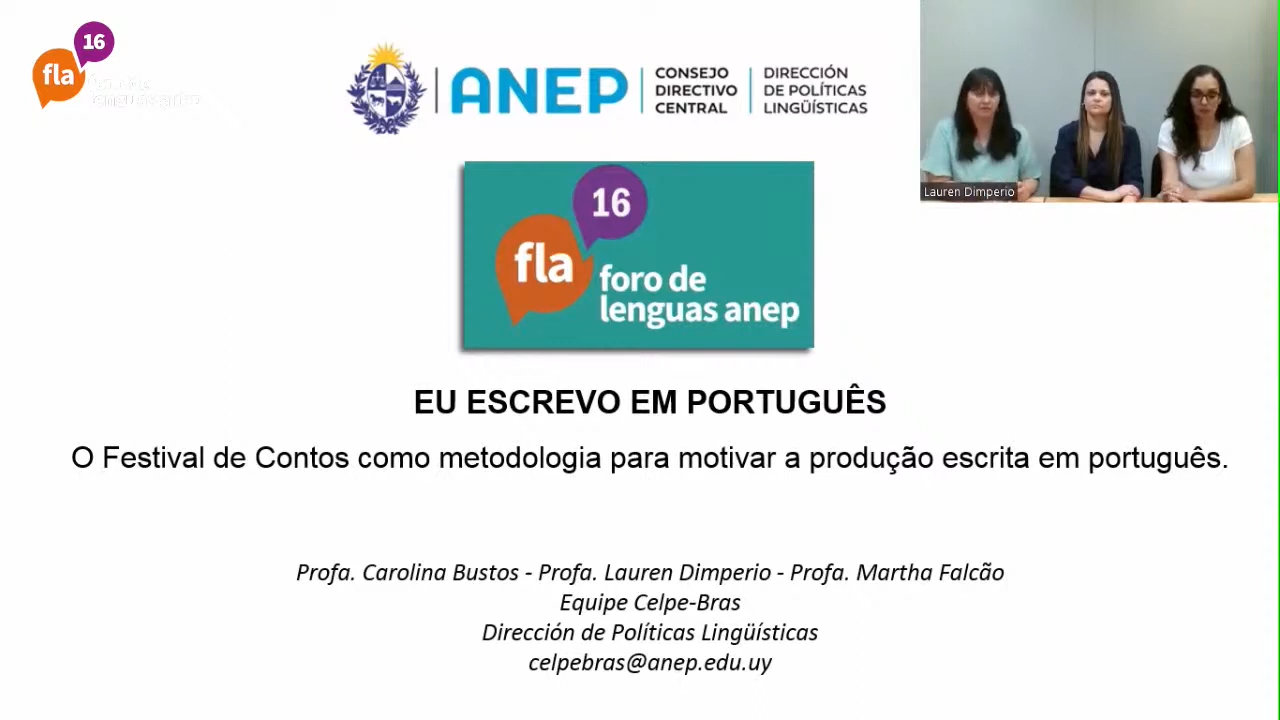 16
fla
ANEP
CONSEJO
DIRECTIVO
CENTRAL
DIRECCIÓN
DE POLÍTICAS
LINGÜÍSTICAS
Lauren Dimperio
16
fla
foro de
lenguas anep
EU ESCREVO EM PORTUGUÊS
O Festival de Contos como metodologia para motivar a produção escrita em português.
Profa. Carolina Bustos - Profa. Lauren Dimperio - Profa. Martha Falcão
Equipe Celpe-Bras
Dirección de Políticas Lingüísticas
celpebras@anep.edu.uy